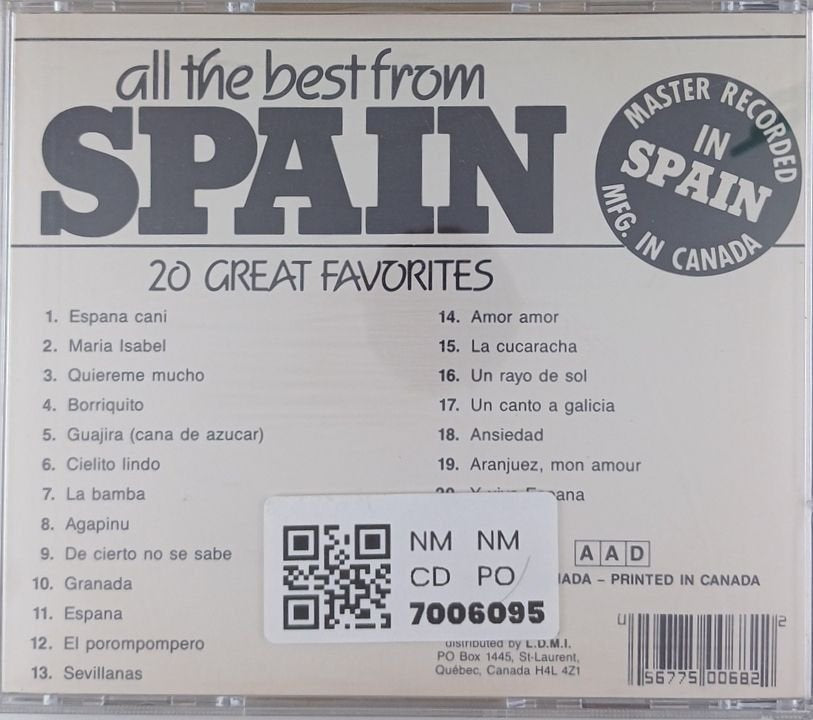 all the best from
SPAIN
MASTER RECORDED
IN
SPAIN
MFG. IN CANADA
20 GREAT FAVORITES
1. Espana cani
2. Maria Isabel
3. Quiereme mucho
4. Borriquito
5. Guajira (cana de azucar)
6. Cielito lindo
7. La bamba
8. Agapinu
9. De cierto no se sabe
10. Granada
11. Espana
12. El porompompero
13. Sevillanas
14. Amor amor
15. La cucaracha
16. Un rayo de sol
17. Un canto a galicia
18. Ansiedad
19. Aranjuez, mon amour
20. Y viva Espana
NM NM
CD PO
7006095
A A D
NADA – PRINTED IN CANADA
distributed by L.D.M.I.
PO Box 1445, St-Laurent,
Québec, Canada H4L 4Z1
U 56775 00682 2